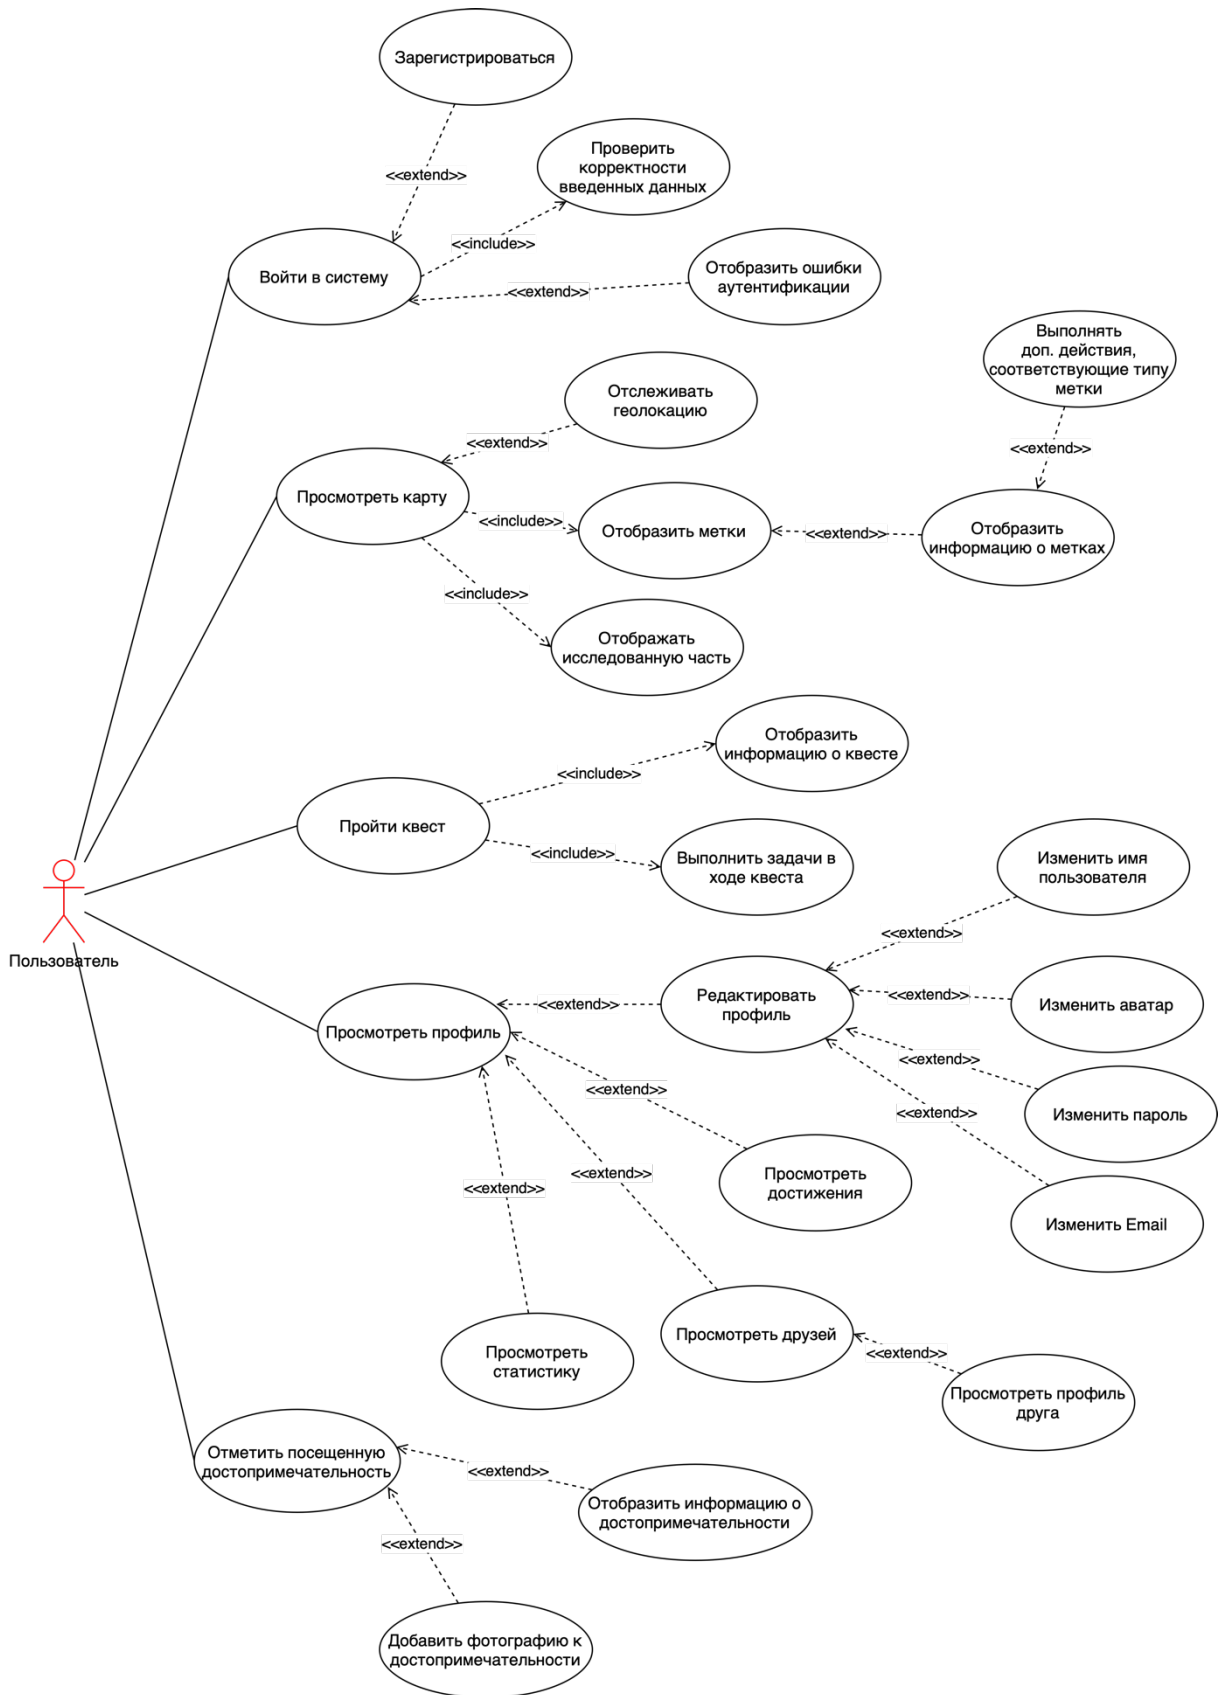 Зарегистрироваться
<<extend>>
Проверить
корректности
введенных данных
<<include>>
Войти в систему
Отобразить ошибки
аутентификации
<<extend>>
Выполнять
доп. действия,
соответствующие типу
метки
Отслеживать
геолокацию
<<extend>>
<<extend>>
Просмотреть карту
<<include>>
Отобразить метки
<<extend>>
Отобразить
информацию о метках
<<include>>
Отображать
исследованную часть
Отобразить
информацию о квесте
<<include>>
Пройти квест
<<include>>
Выполнить задачи в
ходе квеста
Изменить имя
пользователя
<<extend>>
Пользователь
Просмотреть профиль
<<extend>>
Редактировать
профиль
<<extend>>
Изменить аватар
<<extend>>
<<extend>>
<<extend>>
Изменить пароль
<<extend>>
Просмотреть
достижения
<<extend>>
Изменить Email
Просмотреть друзей
<<extend>>
Просмотреть
статистику
Просмотреть профиль
друга
Отметить посещенную
достопримечательность
<<extend>>
Отобразить информацию о
достопримечательности
<<extend>>
Добавить фотографию к
достопримечательности